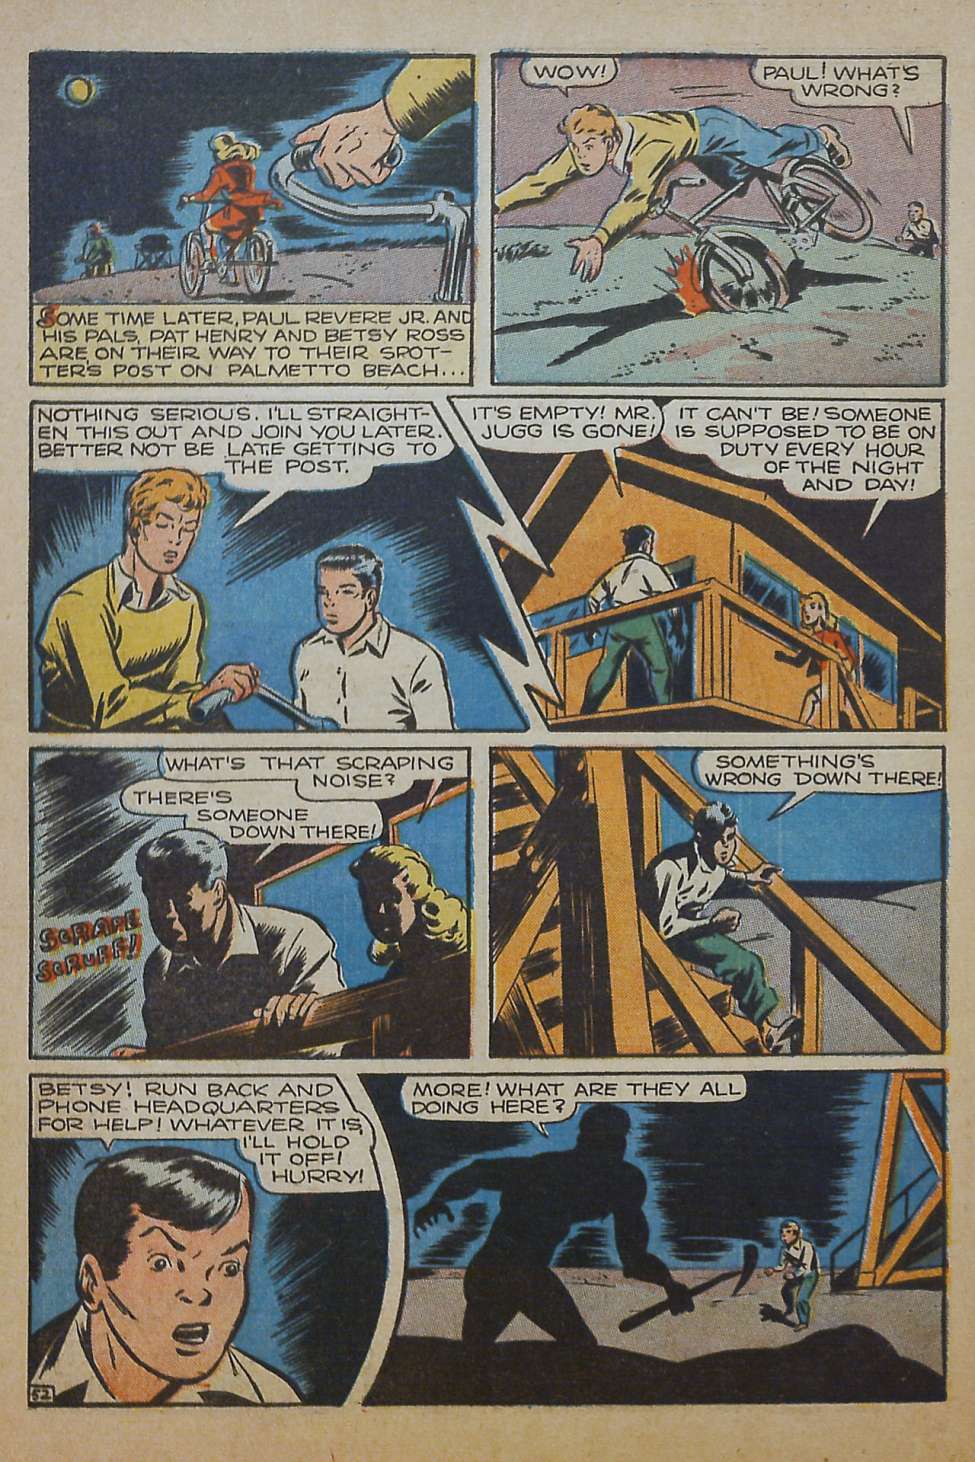 SOME TIME LATER, PAUL REVERE JR. AND
HIS PALS, PAT HENRY AND BETSY ROSS
ARE ON THEIR WAY TO THEIR SPOT-
TER'S POST ON PALMETTO BEACH...
WOW!
PAUL! WHAT'S
WRONG?
NOTHING SERIOUS. I'LL STRAIGHT-
EN THIS OUT AND JOIN YOU LATER.
BETTER NOT BE LATE GETTING TO
THE POST.
IT'S EMPTY! MR.
JUGG IS GONE!
IT CAN'T BE! SOMEONE
IS SUPPOSED TO BE ON
DUTY EVERY HOUR
OF THE NIGHT
AND DAY!
WHAT'S THAT SCRAPING
NOISE?
THERE'S
SOMEONE
DOWN THERE!
SCRAPE
SCRUFF!!
SOMETHING'S
WRONG DOWN THERE!
BETSY! RUN BACK AND
PHONE HEADQUARTERS
FOR HELP! WHATEVER IT IS,
I'LL HOLD
IT OFF!
HURRY!
MORE! WHAT ARE THEY ALL
DOING HERE?
52